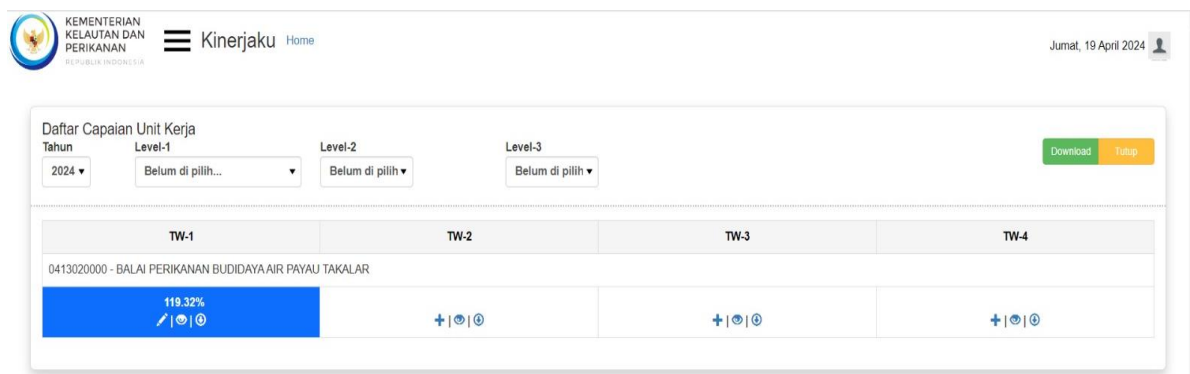 KEMENTERIAN
KELAUTAN DAN
PERIKANAN
REPUBLIK INDONESIA
Kinerjaku Home
Jumat, 19 April 2024
Daftar Capaian Unit Kerja
Tahun Level-1 Level-2 Level-3
2024 Belum di pilih... Belum di pilih Belum di pilih
Download Tutup
TW-1 TW-2 TW-3 TW-4
0413020000 - BALAI PERIKANAN BUDIDAYA AIR PAYAU TAKALAR
119.32%
| | + | | + | | + | |